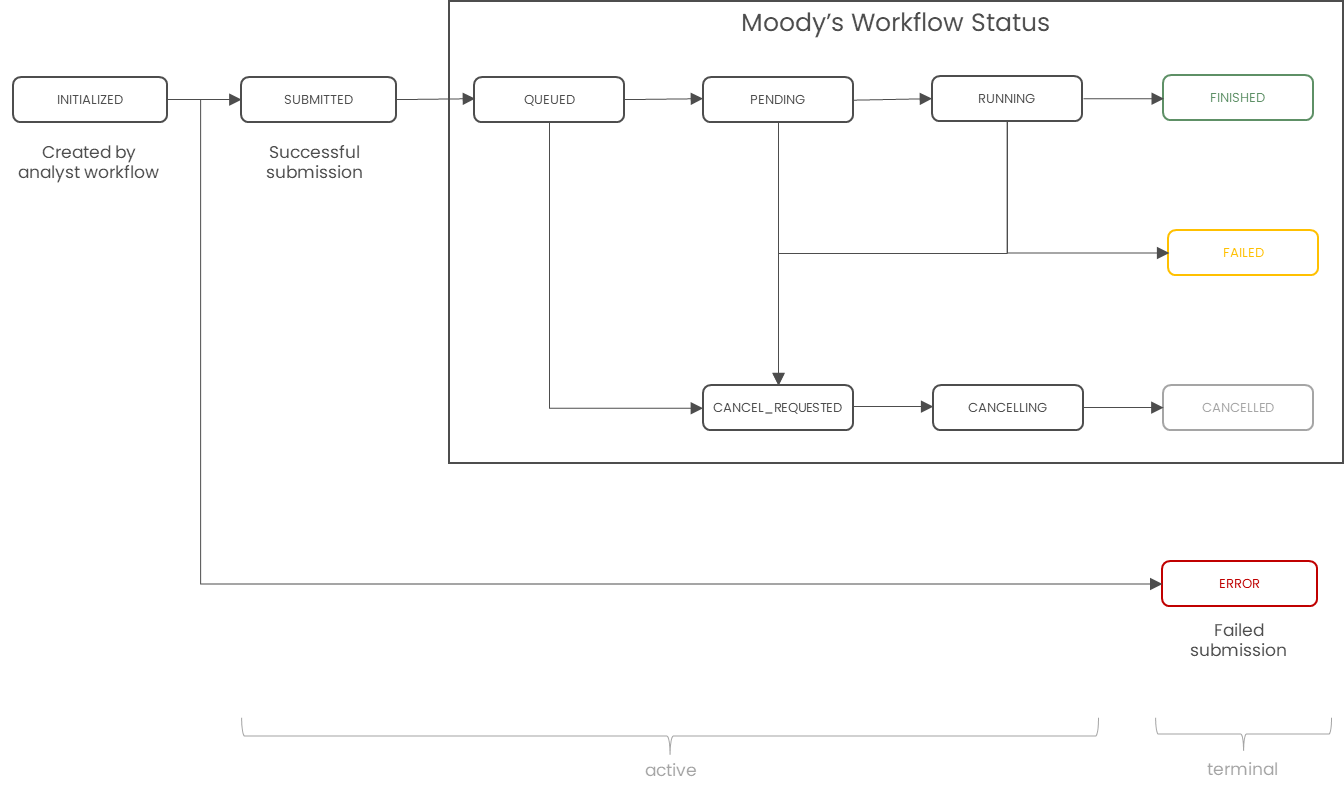 Moody’s Workflow Status
INITIALIZED
SUBMITTED
QUEUED
PENDING
RUNNING
FINISHED
Created by
analyst workflow
Successful
submission
FAILED
CANCEL_REQUESTED
CANCELLING
CANCELLED
ERROR
Failed
submission
active
terminal